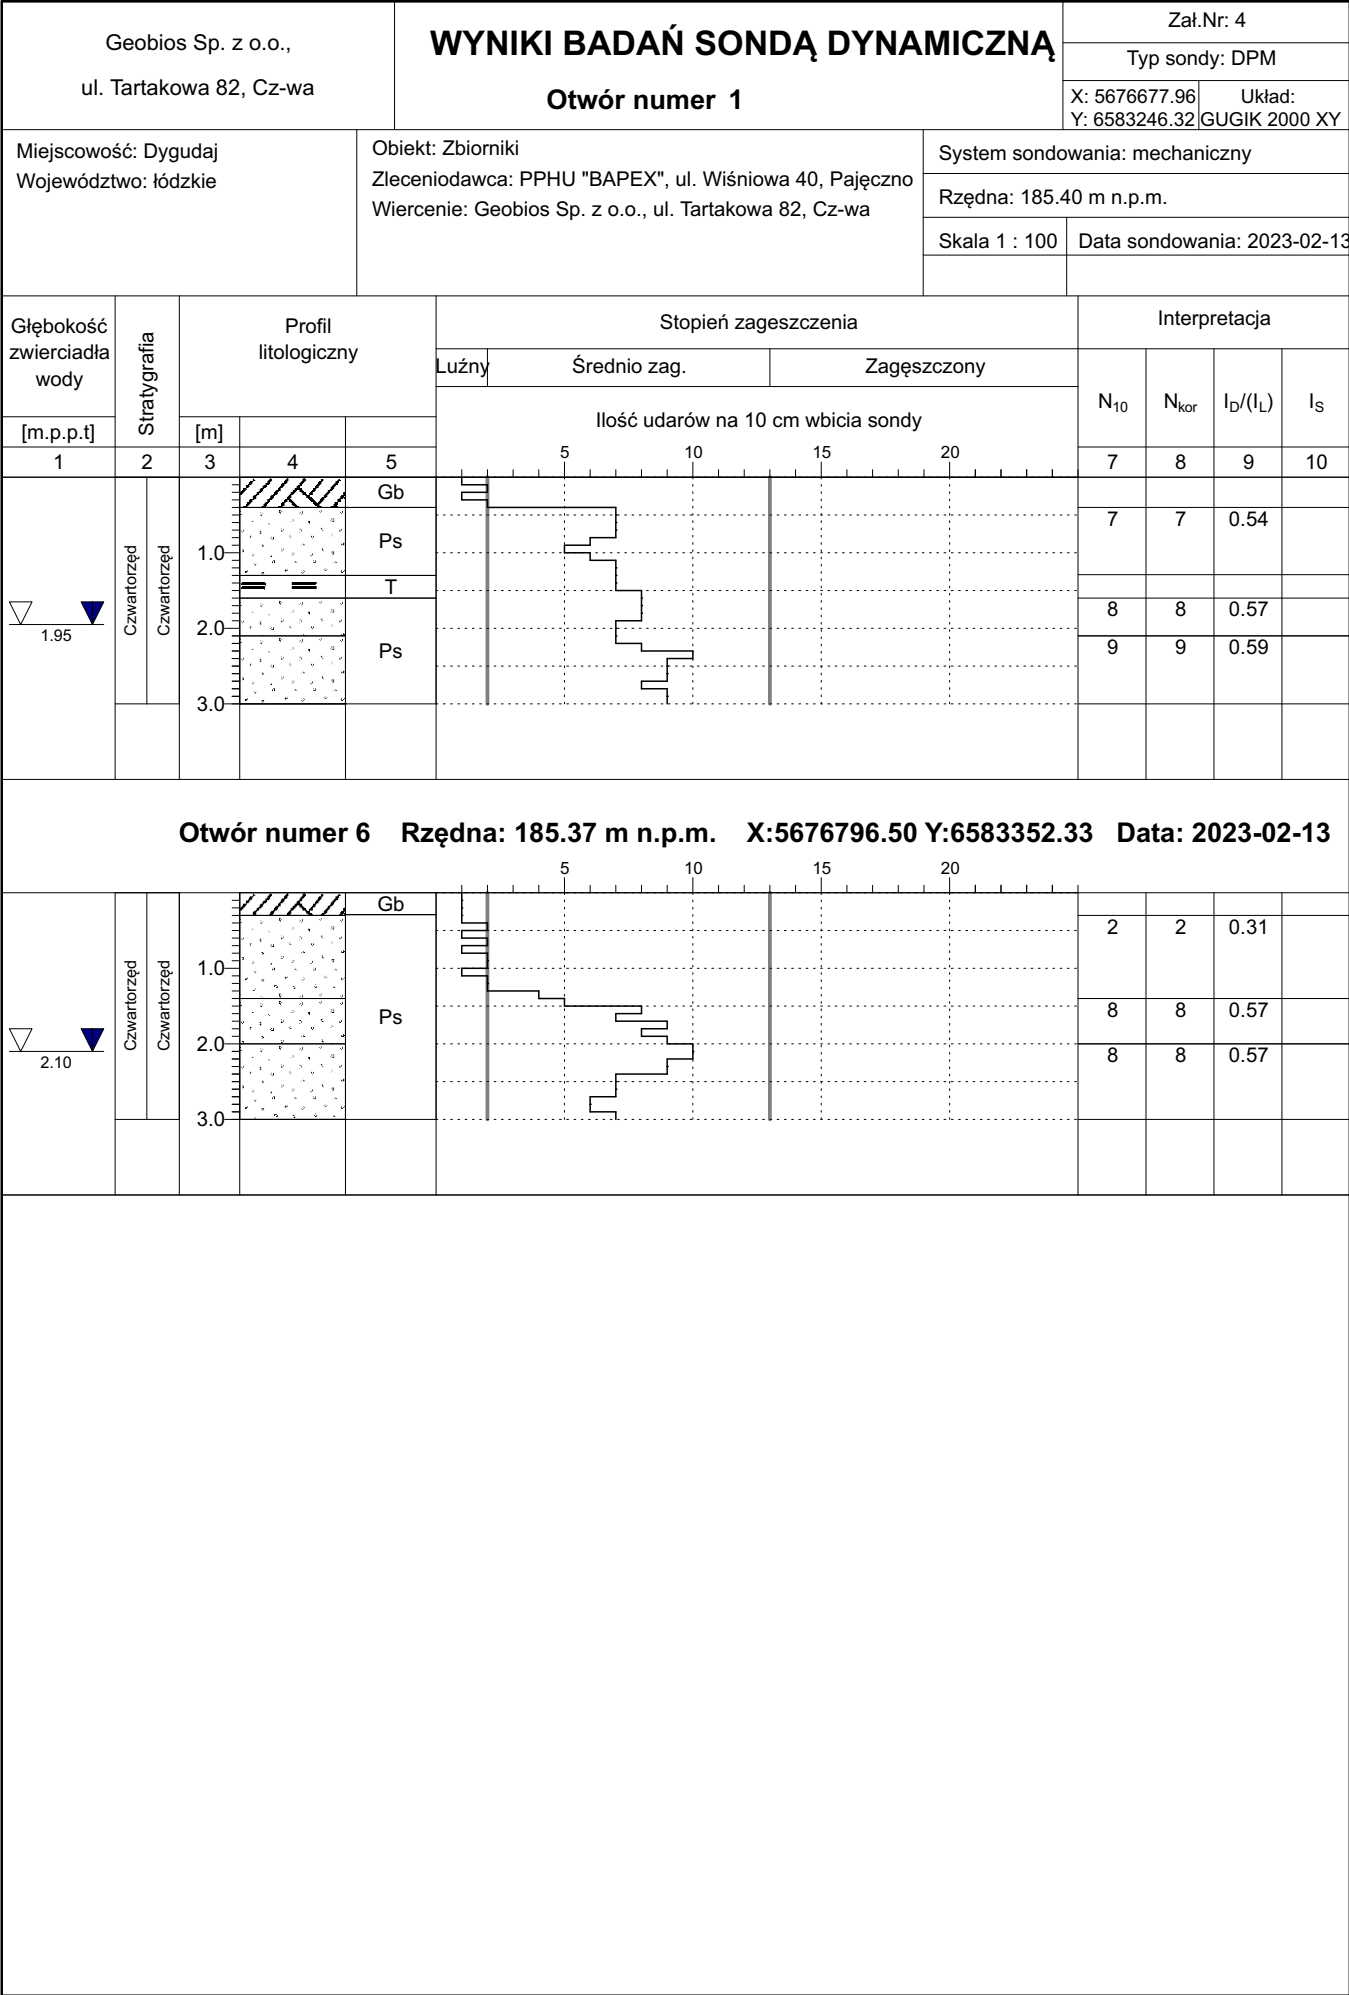 Geobios Sp. z o.o.,
ul. Tartakowa 82, Cz-wa
WYNIKI BADAŃ SONDĄ DYNAMICZNĄ
Otwór numer 1
Zał.Nr: 4
Typ sondy: DPM
X: 5676677.96
Y: 6583246.32
Układ:
GUGIK 2000 XY
Miejscowość: Dygudaj
Województwo: łódzkie
Obiekt: Zbiorniki
Zleceniodawca: PPHU "BAPEX", ul. Wiśniowa 40, Pajęczno
Wiercenie: Geobios Sp. z o.o., ul. Tartakowa 82, Cz-wa
System sondowania: mechaniczny
Rzędna: 185.40 m n.p.m.
Skala 1 : 100
Data sondowania: 2023-02-13
Głębokość
zwierciadła
wody
[m.p.p.t]
Stratygrafia
Profil
litologiczny
[m]
Stopień zageszczenia
Luźny
Średnio zag.
Zagęszczony
Ilość udarów na 10 cm wbicia sondy
5 10 15 20
Interpretacja
N10 Nkor ID/(IL) IS
1 2 3 4 5 7 8 9 10
Czwartorzęd
Czwartorzęd
1.95
1.0
2.0
3.0
Gb
Ps
T
Ps
7 7 0.54
8 8 0.57
9 9 0.59
Otwór numer 6 Rzędna: 185.37 m n.p.m. X:5676796.50 Y:6583352.33 Data: 2023-02-13
5 10 15 20
Czwartorzęd
Czwartorzęd
2.10
1.0
2.0
3.0
Gb
Ps
2 2 0.31
8 8 0.57
8 8 0.57